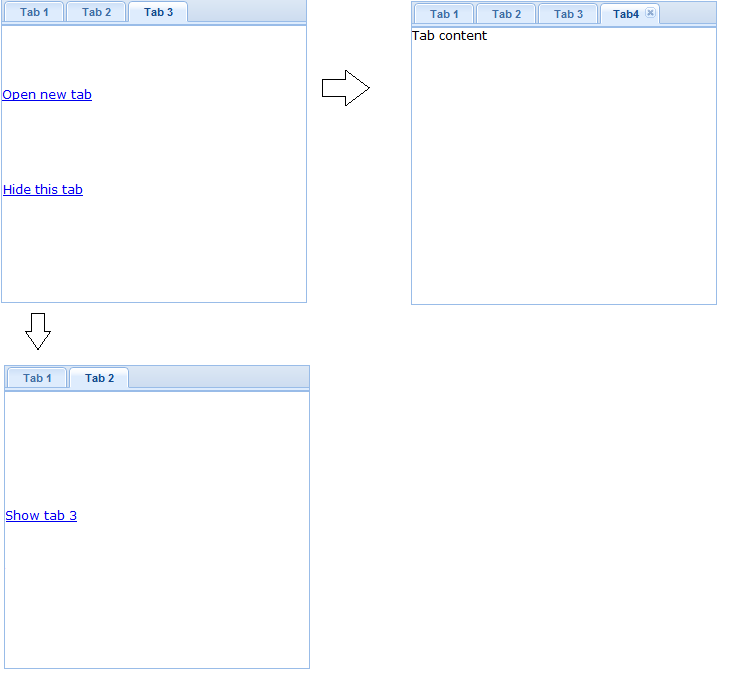 Tab 1 Tab 2 Tab 3
Open new tab
Hide this tab
Tab 1 Tab 2 Tab 3 Tab4
Tab content
Tab 1 Tab 2
Show tab 3